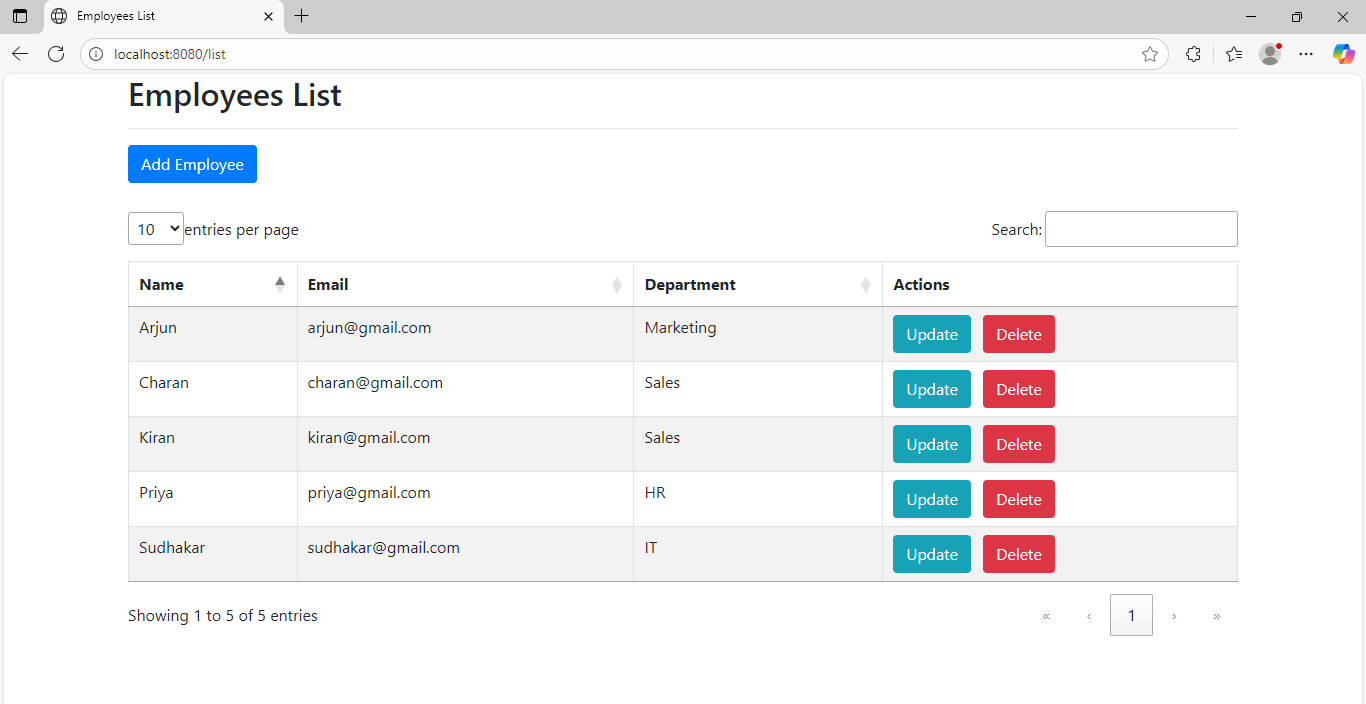 Employees List
localhost:8080/list
Employees List
Add Employee
10 entries per page Search:
Name Email Department Actions
Arjun arjun@gmail.com Marketing Update Delete
Charan charan@gmail.com Sales Update Delete
Kiran kiran@gmail.com Sales Update Delete
Priya priya@gmail.com HR Update Delete
Sudhakar sudhakar@gmail.com IT Update Delete
Showing 1 to 5 of 5 entries « ‹ 1 › »